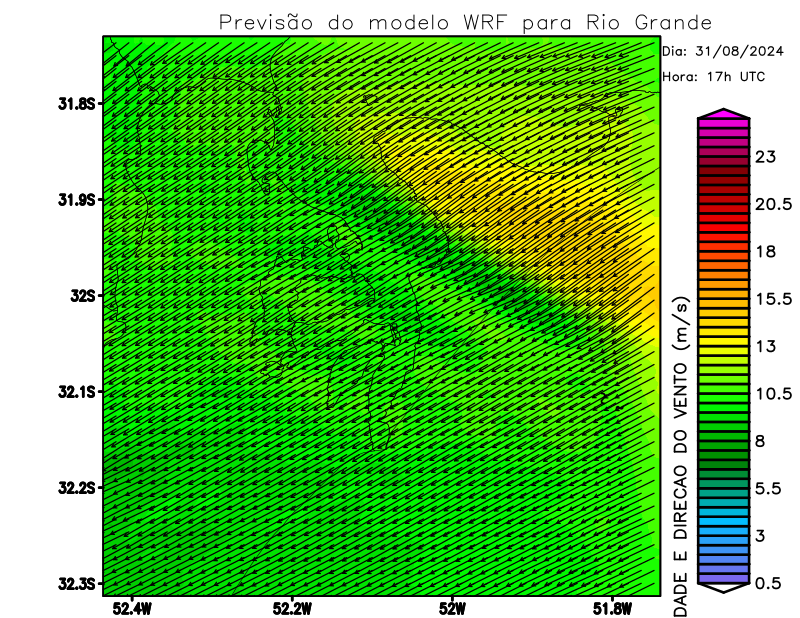 Previsão do modelo WRF para Rio Grande
Dia: 31/08/2024
Hora: 17h UTC
31.8S
31.9S
32S
32.1S
32.2S
32.3S
52.4W
52.2W
52W
51.8W
23
20.5
18
15.5
13
10.5
8
5.5
3
0.5
DADE E DIRECAO DO VENTO (m/s)